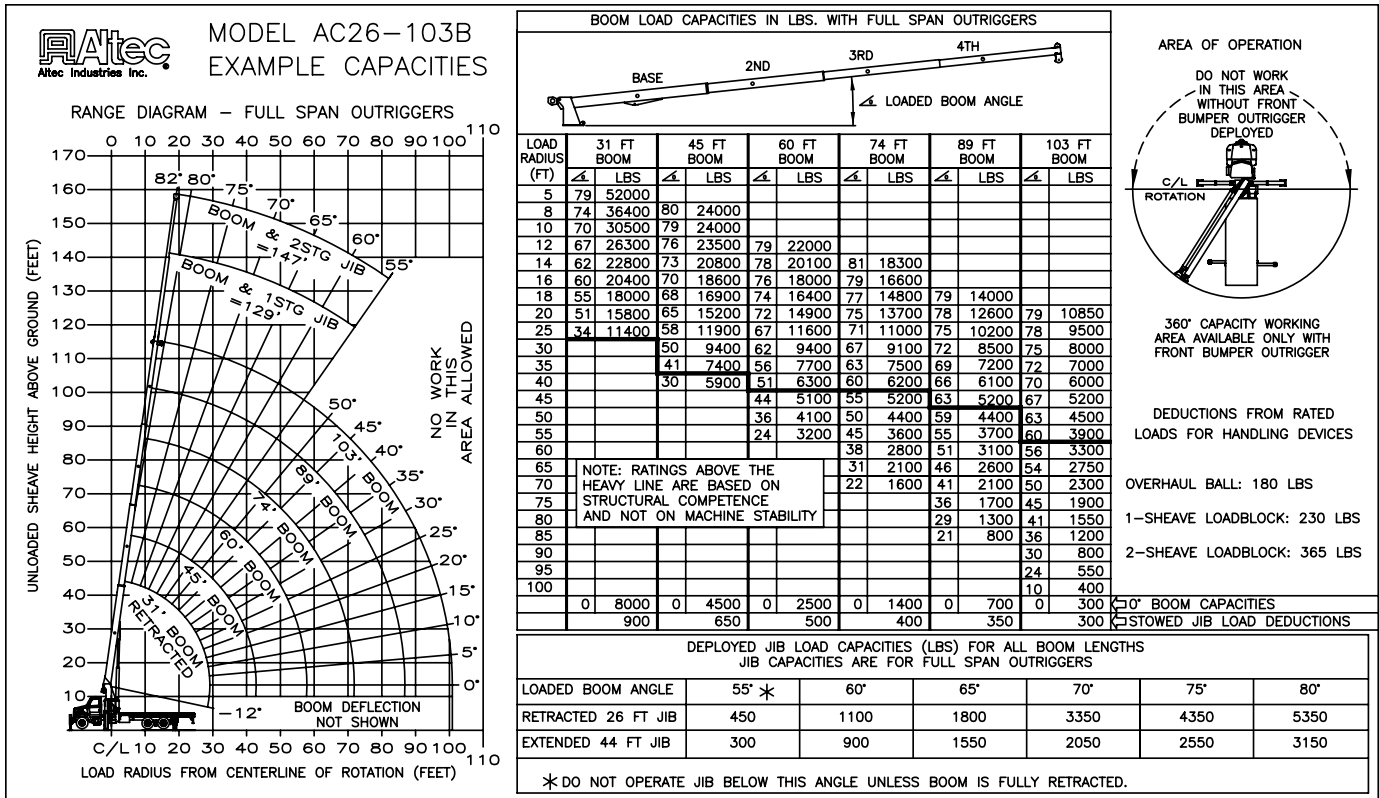 Altec
Altec Industries Inc.
MODEL AC26-103B
EXAMPLE CAPACITIES
RANGE DIAGRAM - FULL SPAN OUTRIGGERS
0 10 20 30 40 50 60 70 80 90 100 110
170
160
150
140
130
120
110
100
90
80
70
60
50
40
30
20
10
UNLOADED SHEAVE HEIGHT ABOVE GROUND (FEET)
82° 80° 75° 70° 65° 60° 55°
BOOM & 2STG JIB
=147'
BOOM & 1STG JIB
=129'
NO WORK
IN THIS
AREA ALLOWED
50°
45°
40°
35°
30°
25°
20°
15°
10°
5°
0°
-12°
103' BOOM
89' BOOM
74' BOOM
60' BOOM
45' BOOM
31' BOOM
RETRACTED
BOOM DEFLECTION
NOT SHOWN
C/L 10 20 30 40 50 60 70 80 90 100 110
LOAD RADIUS FROM CENTERLINE OF ROTATION (FEET)
BOOM LOAD CAPACITIES IN LBS. WITH FULL SPAN OUTRIGGERS
BASE 2ND 3RD 4TH
LOADED BOOM ANGLE
LOAD RADIUS (FT) 31 FT BOOM 45 FT BOOM 60 FT BOOM 74 FT BOOM 89 FT BOOM 103 FT BOOM
LBS LBS LBS LBS LBS LBS
5 79 52000
8 74 36400 80 24000
10 70 30500 79 24000
12 67 26300 76 23500 79 22000
14 62 22800 73 20800 78 20100 81 18300
16 60 20400 70 18600 76 18000 79 16600
18 55 18000 68 16900 74 16400 77 14800 79 14000
20 51 15800 65 15200 72 14900 75 13700 78 12600 79 10850
25 34 11400 58 11900 67 11600 71 11000 75 10200 78 9500
30 50 9400 62 9400 67 9100 72 8500 75 8000
35 41 7400 56 7700 63 7500 69 7200 72 7000
40 30 5900 51 6300 60 6200 66 6100 70 6000
45 44 5100 55 5200 63 5200 67 5200
50 36 4100 50 4400 59 4400 63 4500
55 24 3200 45 3600 55 3700 60 3900
60 38 2800 51 3100 56 3300
65 31 2100 46 2600 54 2750
70 22 1600 41 2100 50 2300
75 36 1700 45 1900
80 29 1300 41 1550
85 21 800 36 1200
90 30 800
95 24 550
100 10 400
0 8000 0 4500 0 2500 0 1400 0 700 0 300 0° BOOM CAPACITIES
900 650 500 400 350 300 STOWED JIB LOAD DEDUCTIONS
NOTE: RATINGS ABOVE THE
HEAVY LINE ARE BASED ON
STRUCTURAL COMPETENCE
AND NOT ON MACHINE STABILITY
DEPLOYED JIB LOAD CAPACITIES (LBS) FOR ALL BOOM LENGTHS
JIB CAPACITIES ARE FOR FULL SPAN OUTRIGGERS
LOADED BOOM ANGLE 55° * 60° 65° 70° 75° 80°
RETRACTED 26 FT JIB 450 1100 1800 3350 4350 5350
EXTENDED 44 FT JIB 300 900 1550 2050 2550 3150
* DO NOT OPERATE JIB BELOW THIS ANGLE UNLESS BOOM IS FULLY RETRACTED.
AREA OF OPERATION
DO NOT WORK
IN THIS AREA
WITHOUT FRONT
BUMPER OUTRIGGER
DEPLOYED
C/L
ROTATION
360° CAPACITY WORKING
AREA AVAILABLE ONLY WITH
FRONT BUMPER OUTRIGGER
DEDUCTIONS FROM RATED
LOADS FOR HANDLING DEVICES
OVERHAUL BALL: 180 LBS
1-SHEAVE LOADBLOCK: 230 LBS
2-SHEAVE LOADBLOCK: 365 LBS